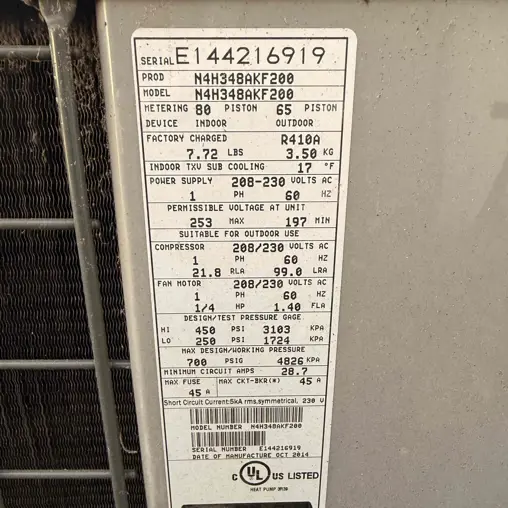 SERIAL E144216919
PROD N4H348AKF200
MODEL N4H348AKF200
METERING 80 PISTON 65 PISTON
DEVICE INDOOR OUTDOOR
FACTORY CHARGED R410A
7.72 LBS 3.50 KG
INDOOR TXV SUB COOLING 17 °F
POWER SUPPLY 208-230 VOLTS AC
1 PH 60 HZ
PERMISSIBLE VOLTAGE AT UNIT
253 MAX 197 MIN
SUITABLE FOR OUTDOOR USE
COMPRESSOR 208/230 VOLTS AC
1 PH 60 HZ
21.8 RLA 99.0 LRA
FAN MOTOR 208/230 VOLTS AC
1 PH 60 HZ
1/4 HP 1.40 FLA
DESIGN/TEST PRESSURE GAGE
HI 450 PSI 3103 KPA
LO 250 PSI 1724 KPA
MAX DESIGN/WORKING PRESSURE
700 PSIG 4826 KPA
MINIMUM CIRCUIT AMPS 28.7
MAX FUSE MAX CKT-BKR(*) 45 A
45 A
Short Circuit Current:5kA rms,symmetrical, 230 V
MODEL NUMBER N4H348AKF200
SERIAL NUMBER E144216919
DATE OF MANUFACTURE OCT 2014
C UL US LISTED
HEAT PUMP